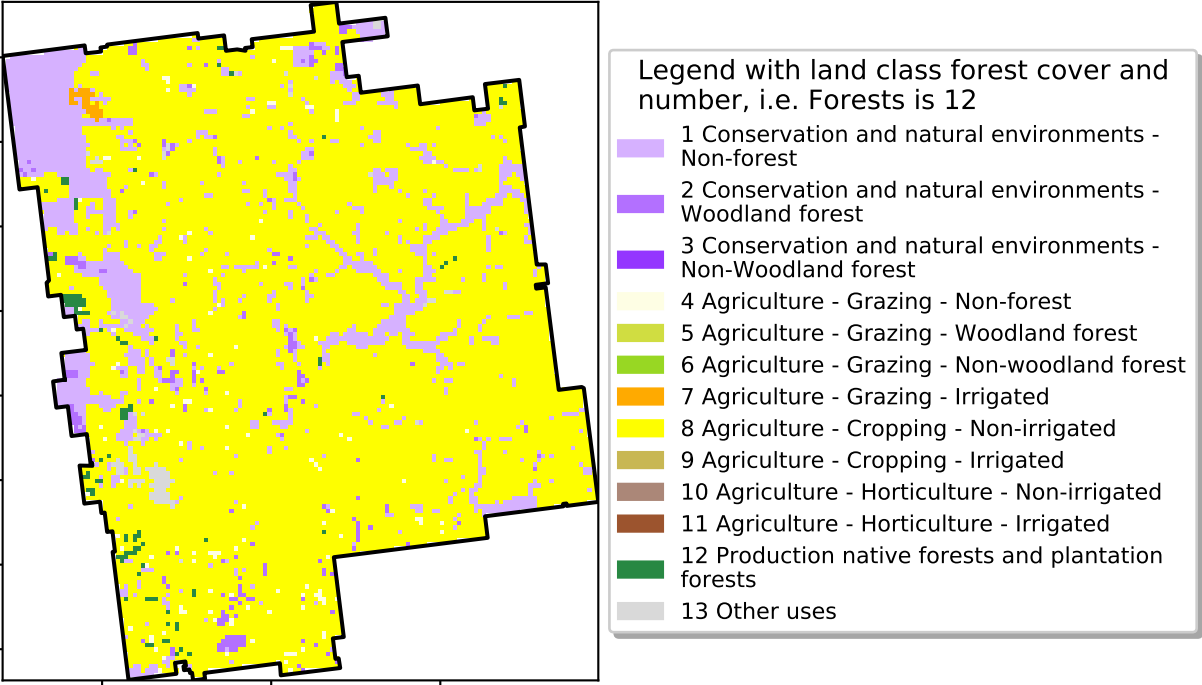 Legend with land class forest cover and
number, i.e. Forests is 12
1 Conservation and natural environments -
Non-forest
2 Conservation and natural environments -
Woodland forest
3 Conservation and natural environments -
Non-Woodland forest
4 Agriculture - Grazing - Non-forest
5 Agriculture - Grazing - Woodland forest
6 Agriculture - Grazing - Non-woodland forest
7 Agriculture - Grazing - Irrigated
8 Agriculture - Cropping - Non-irrigated
9 Agriculture - Cropping - Irrigated
10 Agriculture - Horticulture - Non-irrigated
11 Agriculture - Horticulture - Irrigated
12 Production native forests and plantation
forests
13 Other uses